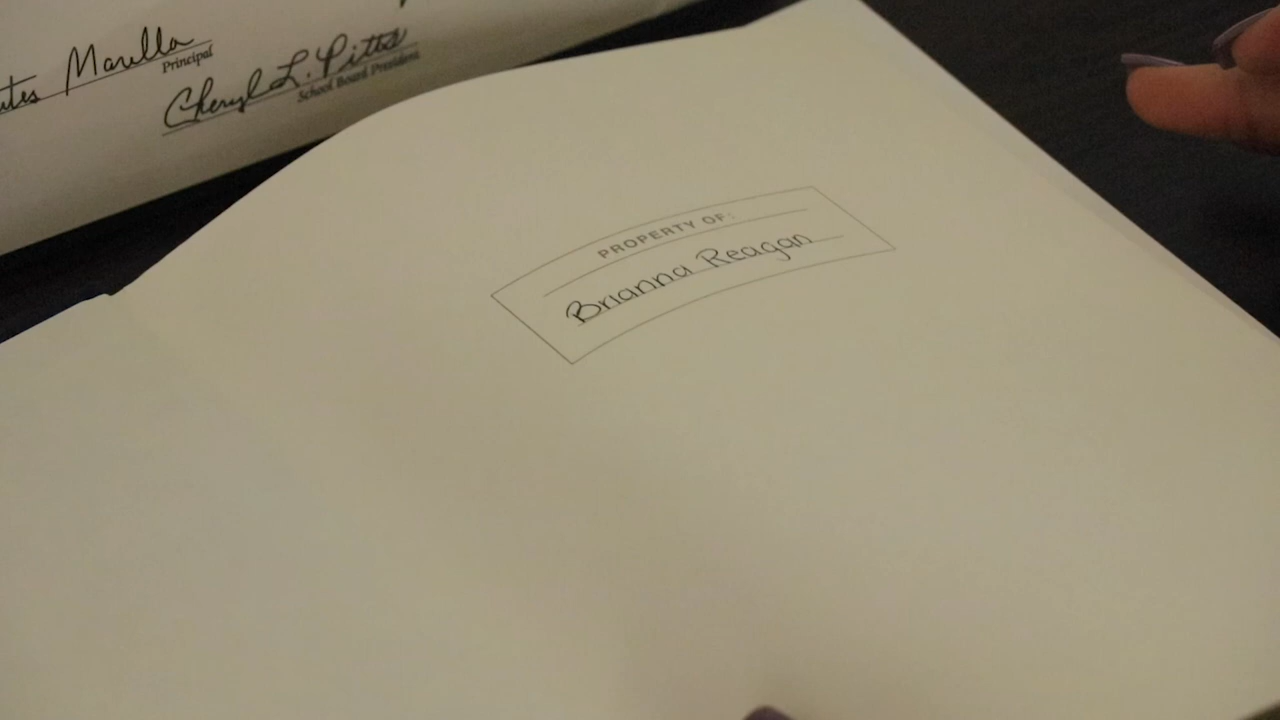 Marulla
Principal
Cheryl L. Pitts
School Board President
PROPERTY OF:
Brianna Reagan